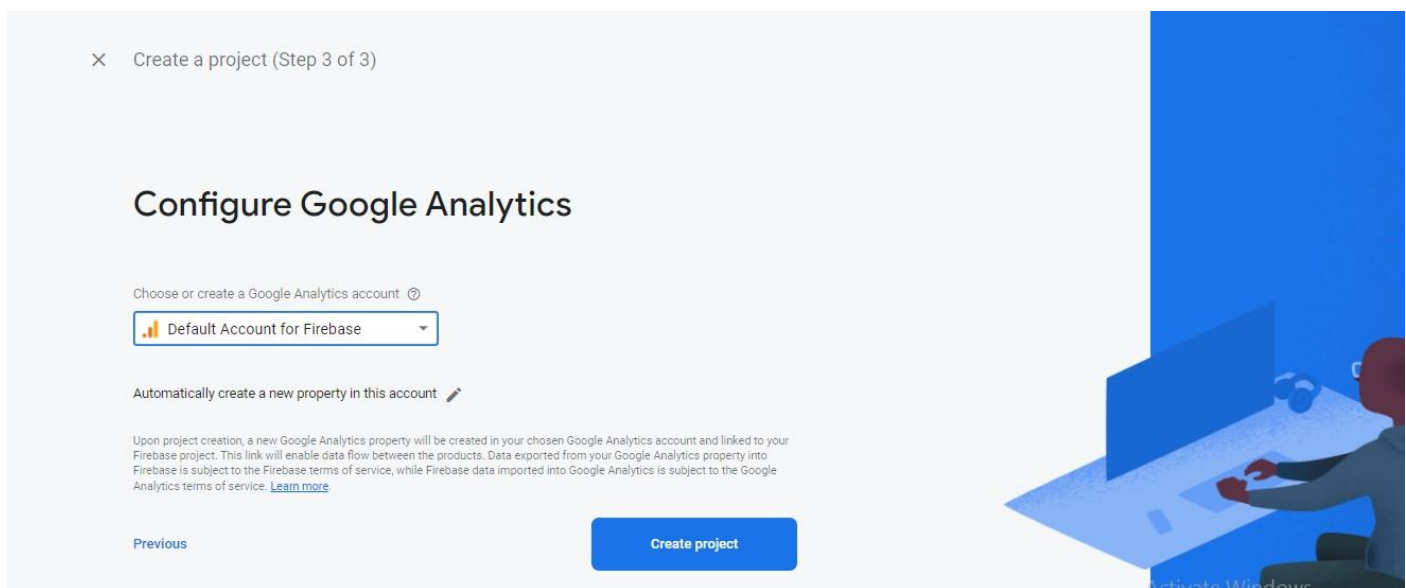 Create a project (Step 3 of 3)
Configure Google Analytics
Choose or create a Google Analytics account
Default Account for Firebase
Automatically create a new property in this account
Upon project creation, a new Google Analytics property will be created in your chosen Google Analytics account and linked to your
Firebase project. This link will enable data flow between the products. Data exported from your Google Analytics property into
Firebase is subject to the Firebase terms of service, while Firebase data imported into Google Analytics is subject to the Google
Analytics terms of service. Learn more.
Previous
Create project
Activate Windows